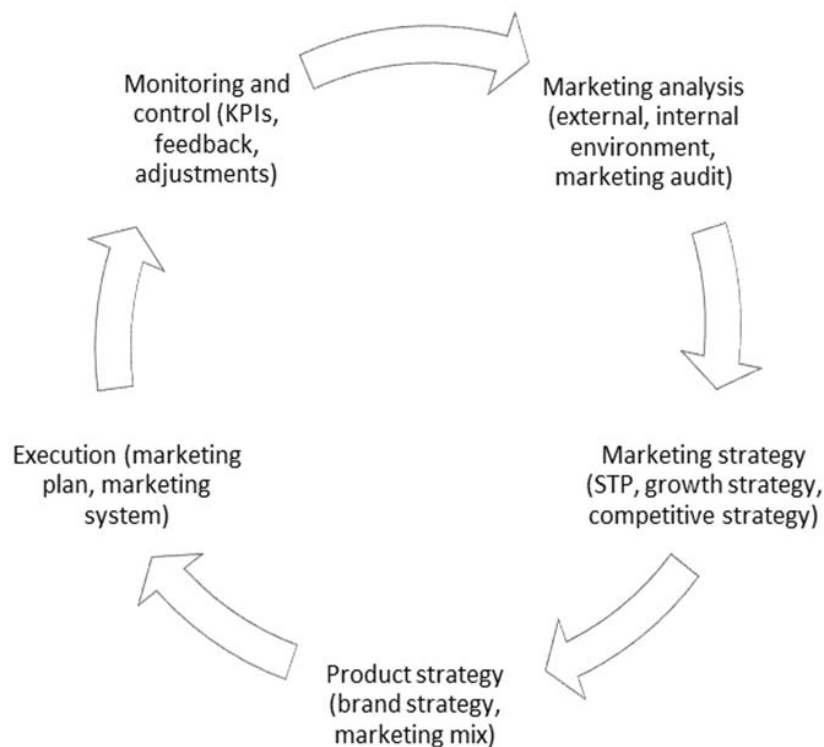 Monitoring and
control (KPIs,
feedback,
adjustments)
Marketing analysis
(external, internal
environment,
marketing audit)
Marketing strategy
(STP, growth strategy,
competitive strategy)
Product strategy
(brand strategy,
marketing mix)
Execution (marketing
plan, marketing
system)